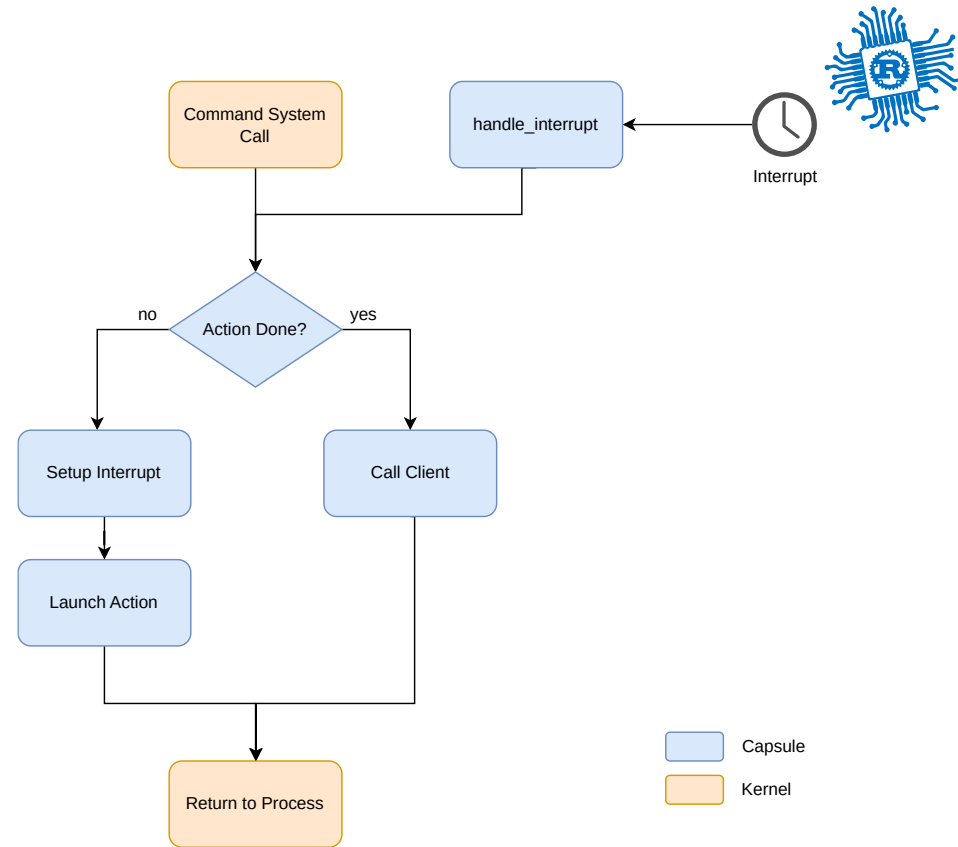 R
Command System
Call
handle_interrupt
Interrupt
Action Done?
no
yes
Setup Interrupt
Call Client
Launch Action
Capsule
Kernel
Return to Process